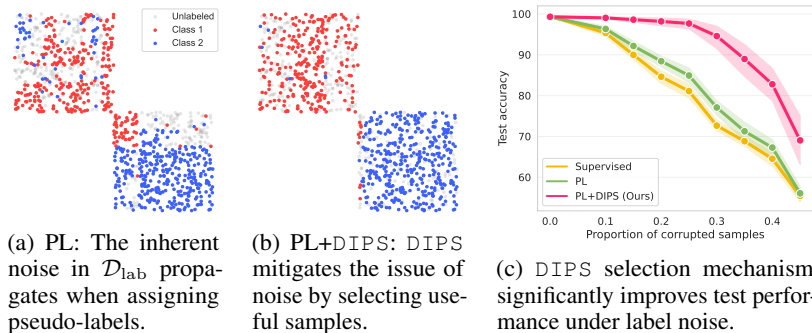 Unlabeled
Class 1
Class 2
(a) PL: The inherent
noise in D_lab propa-
gates when assigning
pseudo-labels.
(b) PL+DIPS: DIPS
mitigates the issue of
noise by selecting use-
ful samples.
100
90
80
70
60
Test accuracy
Supervised
PL
PL+DIPS (Ours)
0.0 0.1 0.2 0.3 0.4
Proportion of corrupted samples
(c) DIPS selection mechanism
significantly improves test perfor-
mance under label noise.